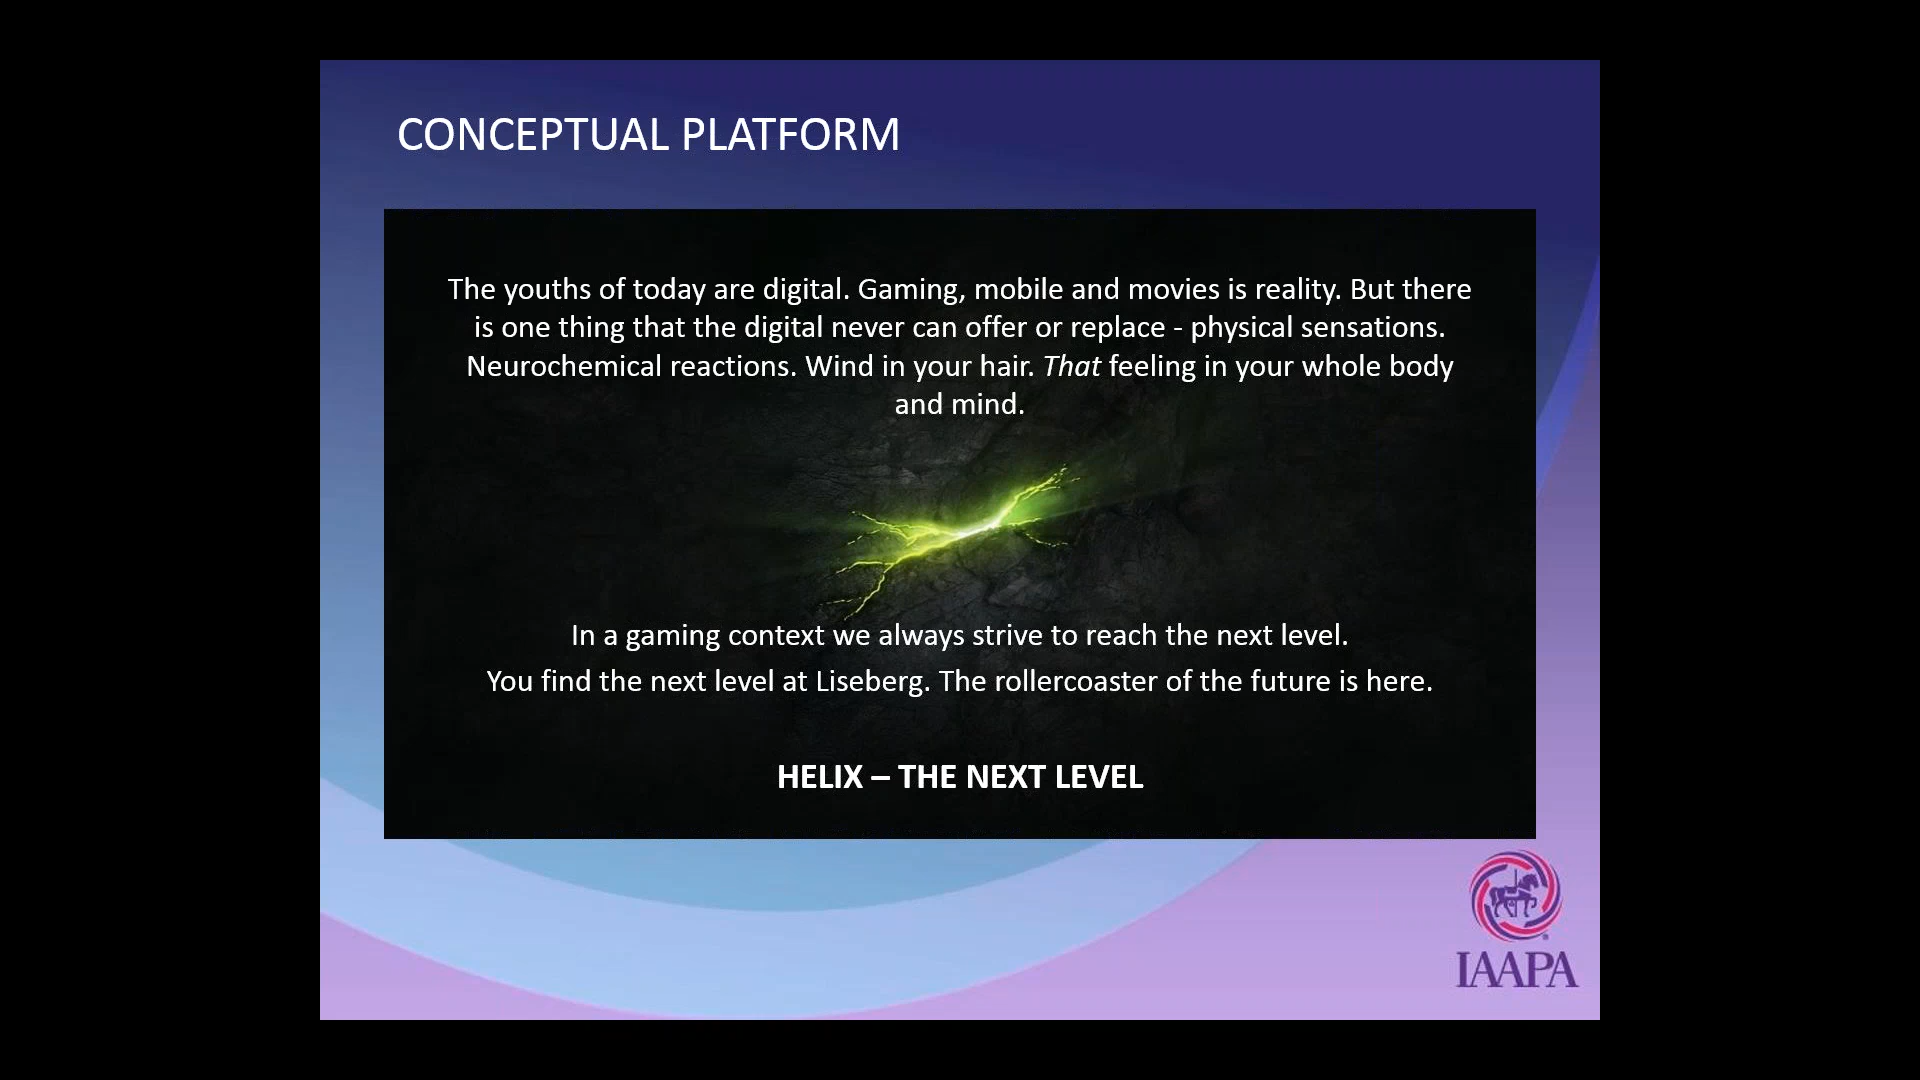 CONCEPTUAL PLATFORM
The youths of today are digital. Gaming, mobile and movies is reality. But there
is one thing that the digital never can offer or replace - physical sensations.
Neurochemical reactions. Wind in your hair. That feeling in your whole body
and mind.
In a gaming context we always strive to reach the next level.
You find the next level at Liseberg. The rollercoaster of the future is here.
HELIX – THE NEXT LEVEL
IAAPA